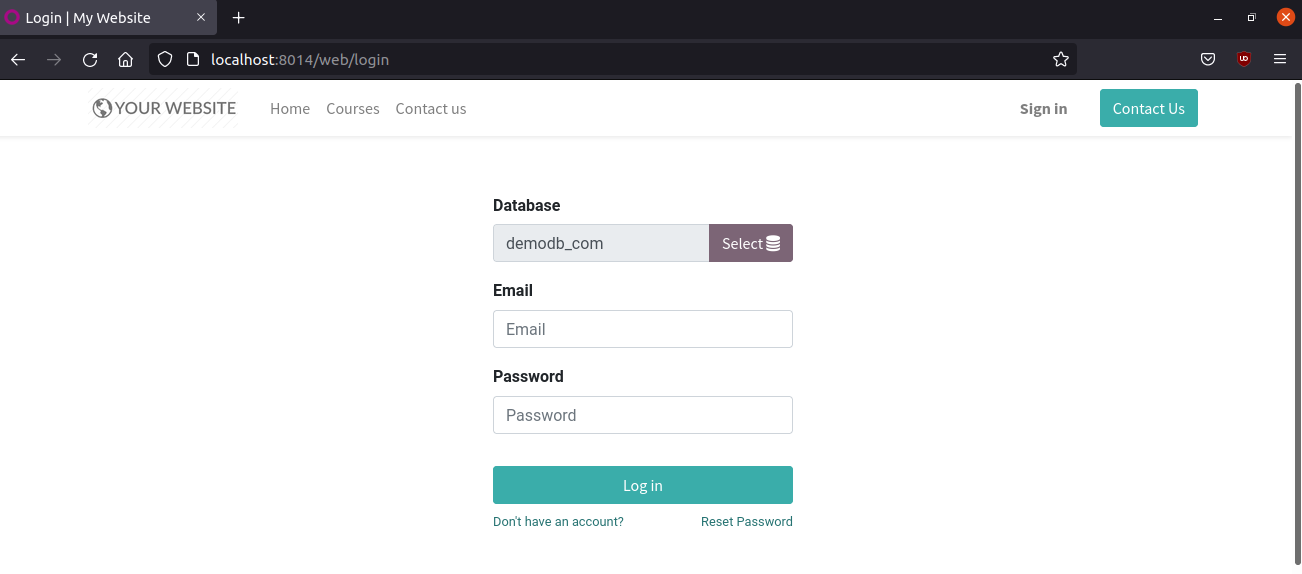 Login | My Website
localhost:8014/web/login
YOUR WEBSITE Home Courses Contact us Sign in Contact Us
Database
demodb_com Select
Email
Email
Password
Password
Log in
Don't have an account? Reset Password